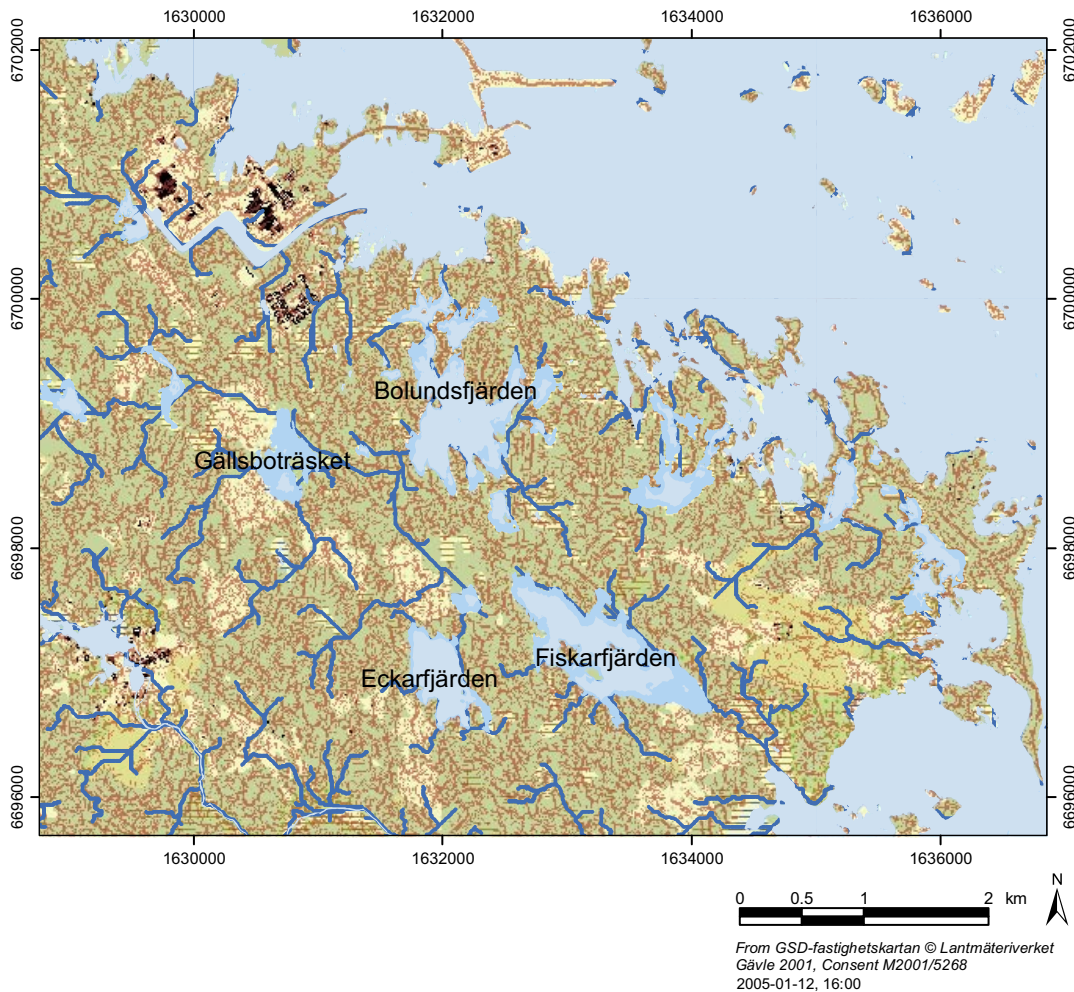 1630000 1632000 1634000 1636000
6702000 6702000
6700000 6700000
Bolundsfjärden
Gällsboträsket
6698000 6698000
Fiskarfjärden
Eckarfjärden
6696000 6696000
1630000 1632000 1634000 1636000
0 0.5 1 2 km
N
From GSD-fastighetskartan © Lantmäteriverket
Gävle 2001, Consent M2001/5268
2005-01-12, 16:00